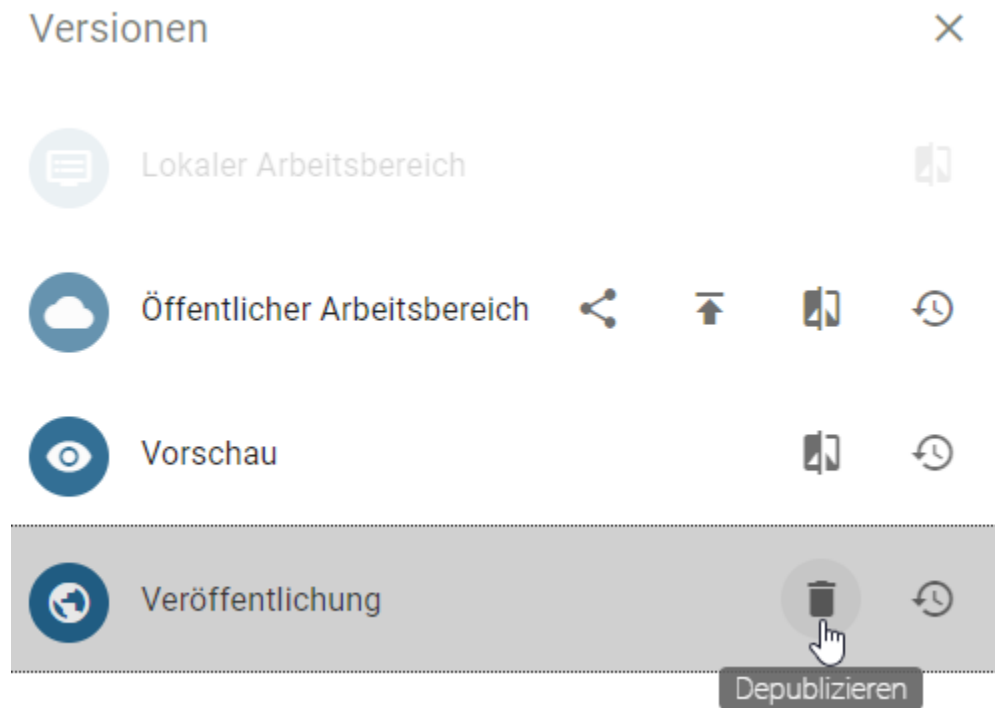 Versionen
Lokaler Arbeitsbereich
Öffentlicher Arbeitsbereich
Vorschau
Veröffentlichung
Depublizieren